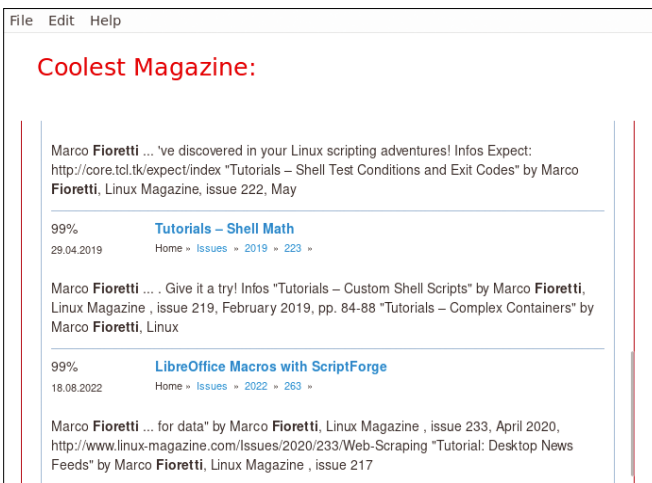 File Edit Help
Coolest Magazine:
Marco Fioretti ... 've discovered in your Linux scripting adventures! Infos Expect:
http://core.tcl.tk/expect/index "Tutorials – Shell Test Conditions and Exit Codes" by Marco
Fioretti, Linux Magazine, issue 222, May
99% Tutorials – Shell Math
29.04.2019 Home » Issues » 2019 » 223 »
Marco Fioretti ... . Give it a try! Infos "Tutorials – Custom Shell Scripts" by Marco Fioretti,
Linux Magazine , issue 219, February 2019, pp. 84-88 "Tutorials – Complex Containers" by
Marco Fioretti, Linux
99% LibreOffice Macros with ScriptForge
18.08.2022 Home » Issues » 2022 » 263 »
Marco Fioretti ... for data" by Marco Fioretti, Linux Magazine , issue 233, April 2020,
http://www.linux-magazine.com/Issues/2020/233/Web-Scraping "Tutorial: Desktop News
Feeds" by Marco Fioretti, Linux Magazine , issue 217